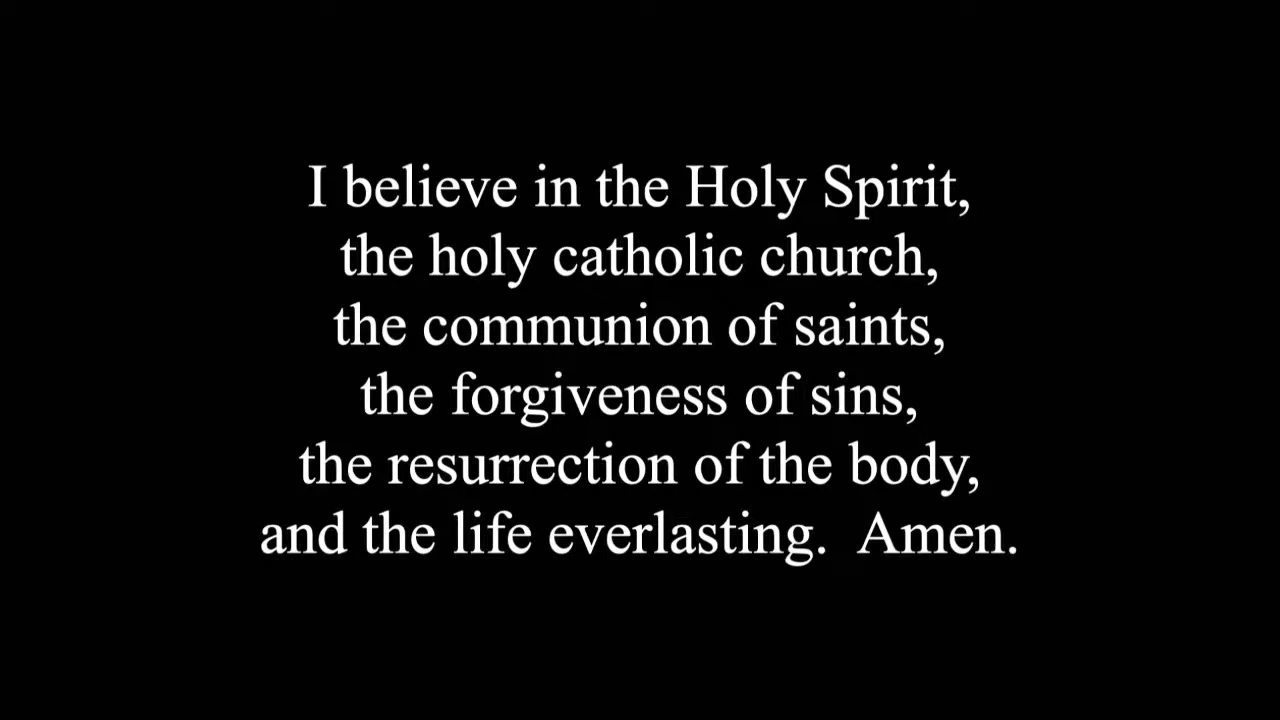 I believe in the Holy Spirit,
the holy catholic church,
the communion of saints,
the forgiveness of sins,
the resurrection of the body,
and the life everlasting.  Amen.